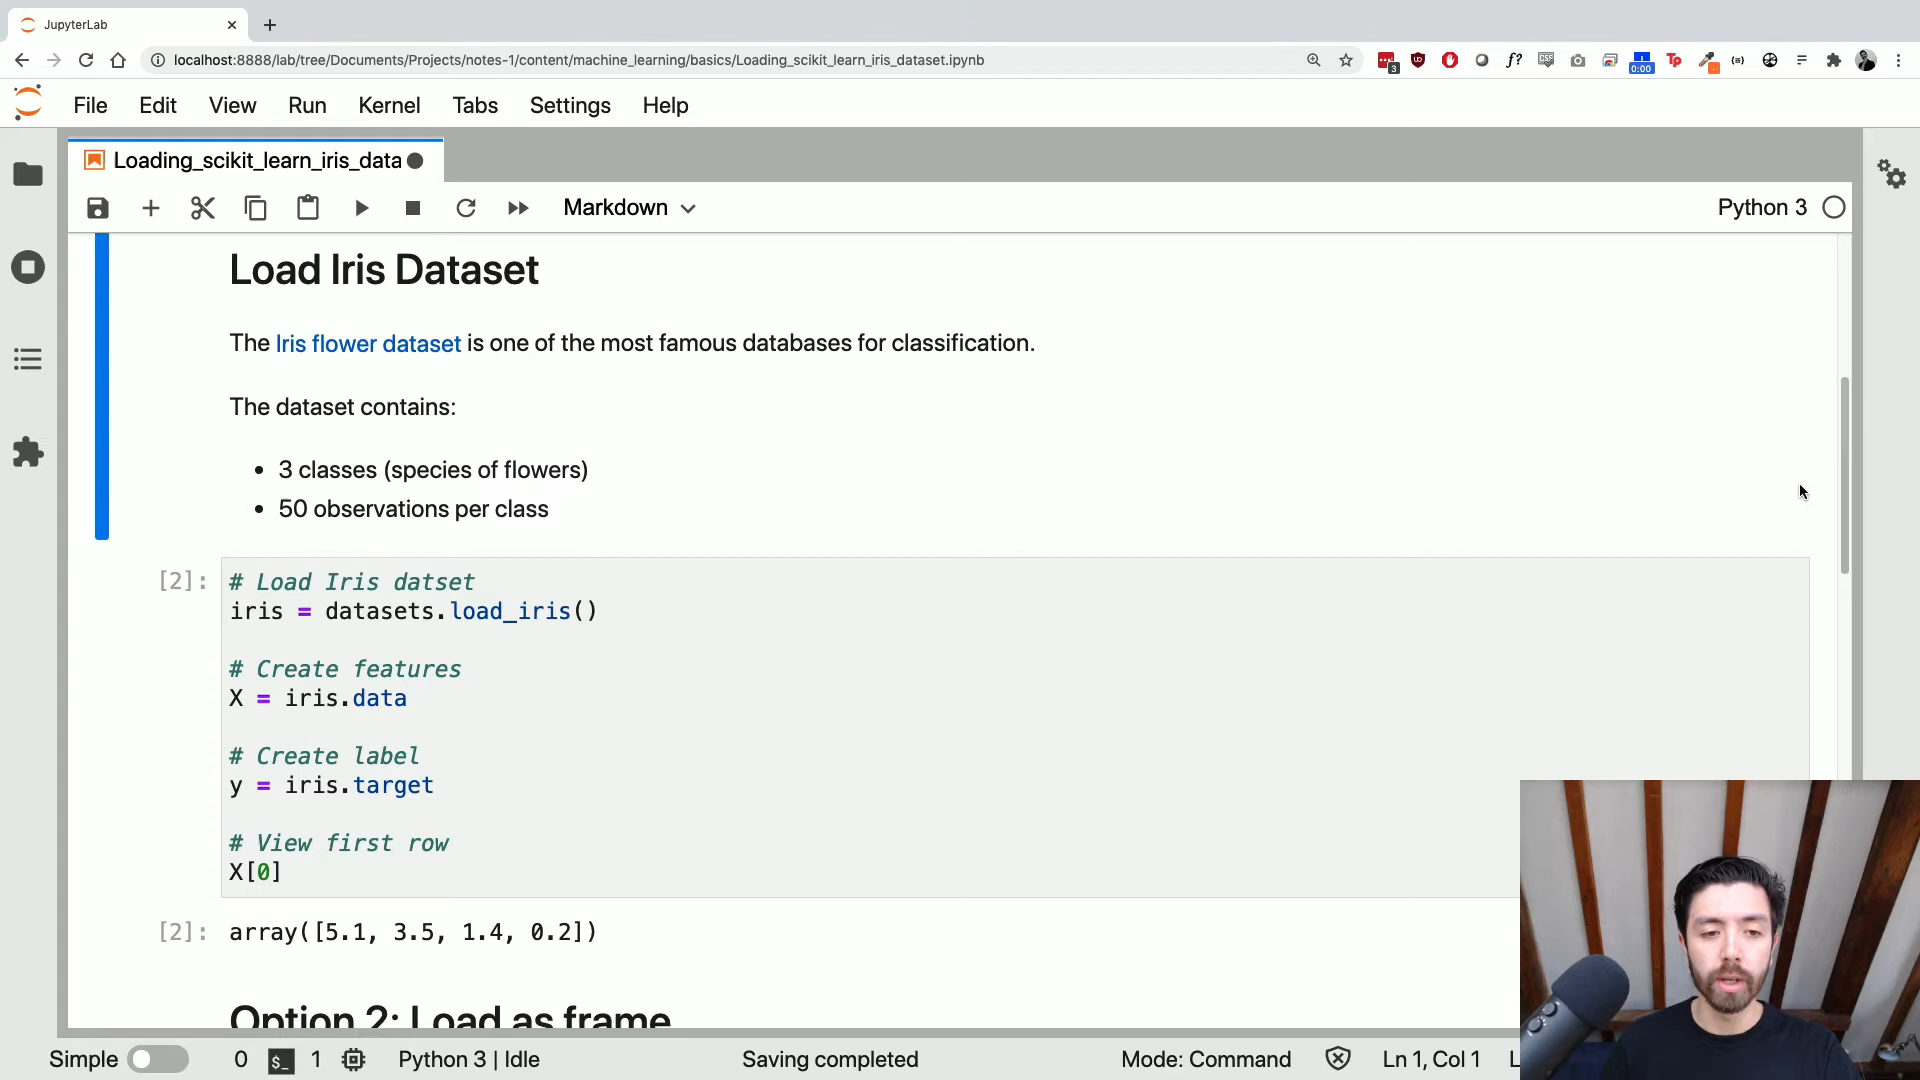 JupyterLab
localhost:8888/lab/tree/Documents/Projects/notes-1/content/machine_learning/basics/Loading_scikit_learn_iris_dataset.ipynb
3
f?
0:00
Tp
File Edit View Run Kernel Tabs Settings Help
Loading_scikit_learn_iris_data
Markdown
Python 3
Load Iris Dataset
The Iris flower dataset is one of the most famous databases for classification.
The dataset contains:
• 3 classes (species of flowers)
• 50 observations per class
[2]: # Load Iris datset
iris = datasets.load_iris()
# Create features
X = iris.data
# Create label
y = iris.target
# View first row
X[0]
[2]: array([5.1, 3.5, 1.4, 0.2])
Option 2: Load as frame
Simple 0 $_ 1 Python 3 | Idle Saving completed Mode: Command Ln 1, Col 1 L